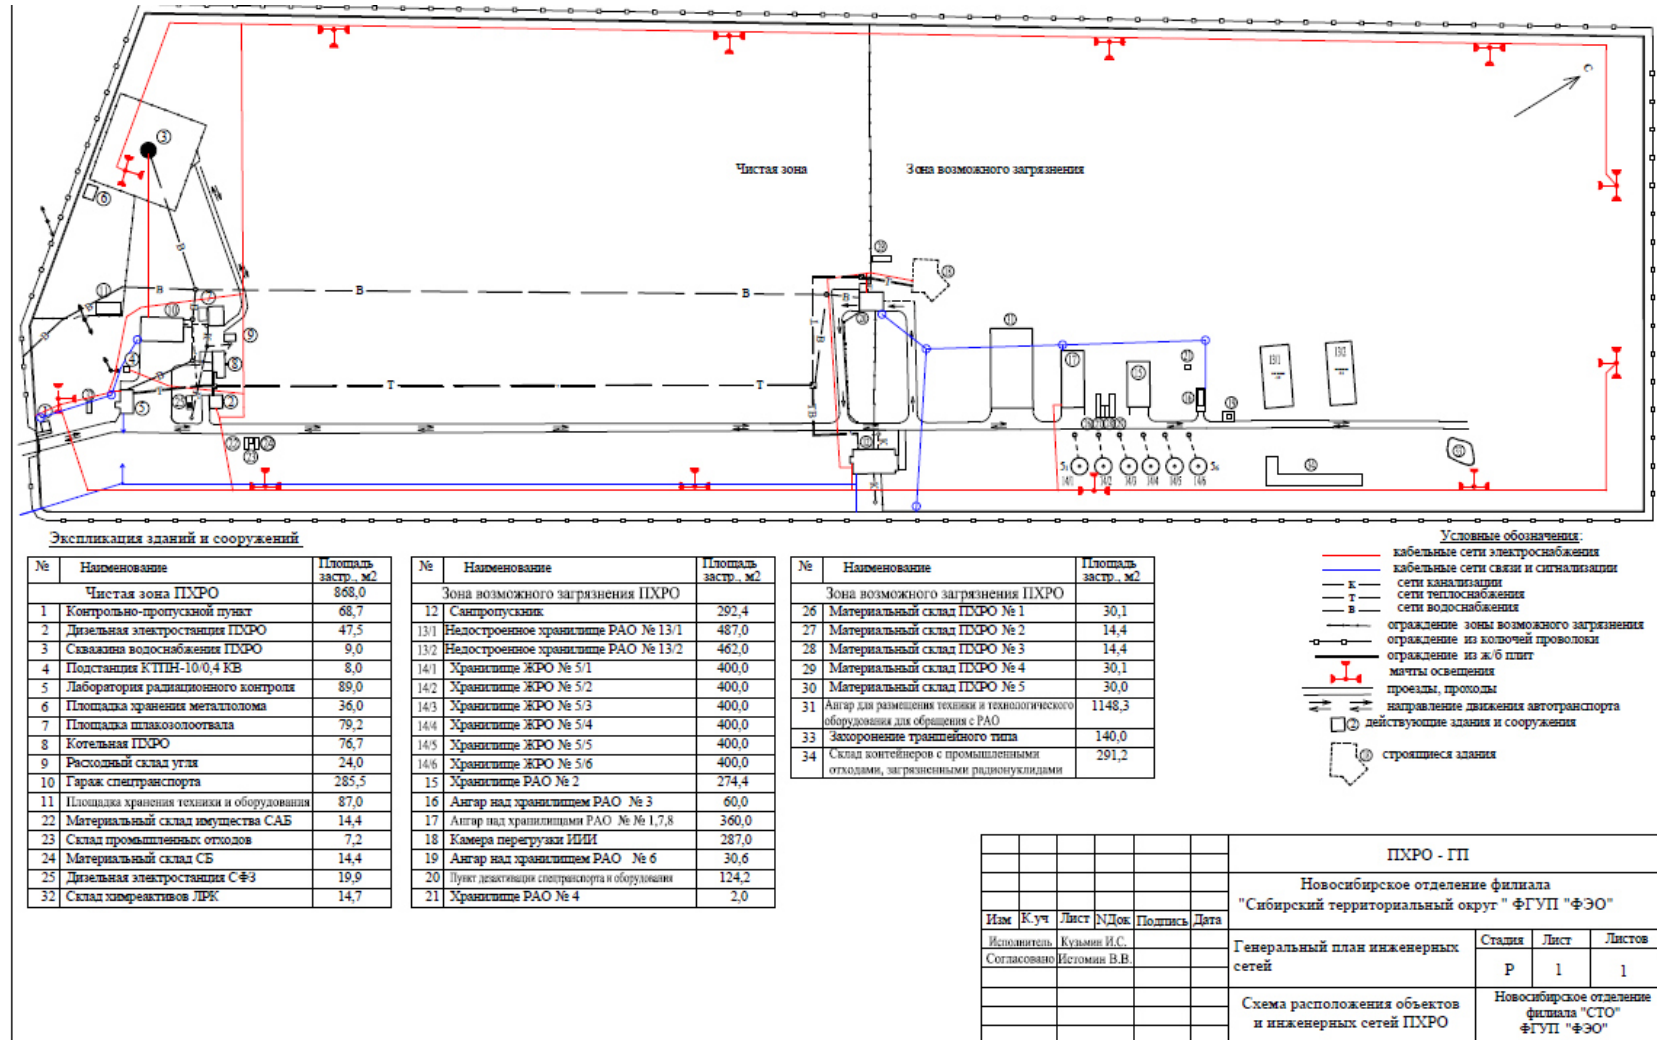 Чистая зона
Зона возможного загрязнения
С
Экспликация зданий и сооружений
№ Наименование Площадь застр., м2
Чистая зона ПХРО 868,0
1 Контрольно-пропускной пункт 68,7
2 Дизельная электростанция ПХРО 47,5
3 Скважина водоснабжения ПХРО 9,0
4 Подстанция КТПН-10/0,4 КВ 8,0
5 Лаборатория радиационного контроля 89,0
6 Площадка хранения металлолома 36,0
7 Площадка шлакозолоотвала 79,2
8 Котельная ПХРО 76,7
9 Расходный склад угля 24,0
10 Гараж спецтранспорта 285,5
11 Площадка хранения техники и оборудования 87,0
22 Материальный склад имущества САБ 14,4
23 Склад промышленных отходов 7,2
24 Материальный склад СБ 14,4
25 Дизельная электростанция СФЗ 19,9
32 Склад химреактивов ЛРК 14,7
№ Наименование Площадь застр., м2
Зона возможного загрязнения ПХРО
12 Санпропускник 292,4
13/1 Недостроенное хранилище РАО № 13/1 487,0
13/2 Недостроенное хранилище РАО № 13/2 462,0
14/1 Хранилище ЖРО № 5/1 400,0
14/2 Хранилище ЖРО № 5/2 400,0
14/3 Хранилище ЖРО № 5/3 400,0
14/4 Хранилище ЖРО № 5/4 400,0
14/5 Хранилище ЖРО № 5/5 400,0
14/6 Хранилище ЖРО № 5/6 400,0
15 Хранилище РАО № 2 274,4
16 Ангар над хранилищем РАО № 3 60,0
17 Ангар над хранилищами РАО № № 1,7,8 360,0
18 Камера перегрузки ИИИ 287,0
19 Ангар над хранилищем РАО № 6 30,6
20 Пункт дезактивации спецтранспорта и оборудования 124,2
21 Хранилище РАО № 4 2,0
№ Наименование Площадь застр., м2
Зона возможного загрязнения ПХРО
26 Материальный склад ПХРО № 1 30,1
27 Материальный склад ПХРО № 2 14,4
28 Материальный склад ПХРО № 3 14,4
29 Материальный склад ПХРО № 4 30,1
30 Материальный склад ПХРО № 5 30,0
31 Ангар для размещения техники и технологического оборудования для обращения с РАО 1148,3
33 Захоронение траншейного типа 140,0
34 Склад контейнеров с промышленными отходами, загрязненными радионуклидами 291,2
Условные обозначения:
кабельные сети электроснабжения
кабельные сети связи и сигнализации
К сети канализации
Т сети теплоснабжения
В сети водоснабжения
ограждение зоны возможного загрязнения
ограждение из колючей проволоки
ограждение из ж/б плит
мачты освещения
проезды, проходы
направление движения автотранспорта
2 действующие здания и сооружения
строящиеся здания
ПХРО - ГП
Новосибирское отделение филиала
"Сибирский территориальный округ " ФГУП "ФЭО"
Изм К.уч Лист NДок Подпись Дата
Исполнитель Кузьмин И.С.
Согласовано Истомин В.В.
Генеральный план инженерных
сетей
Стадия Лист Листов
Р 1 1
Схема расположения объектов
и инженерных сетей ПХРО
Новосибирское отделение
филиала "СТО"
ФГУП "ФЭО"